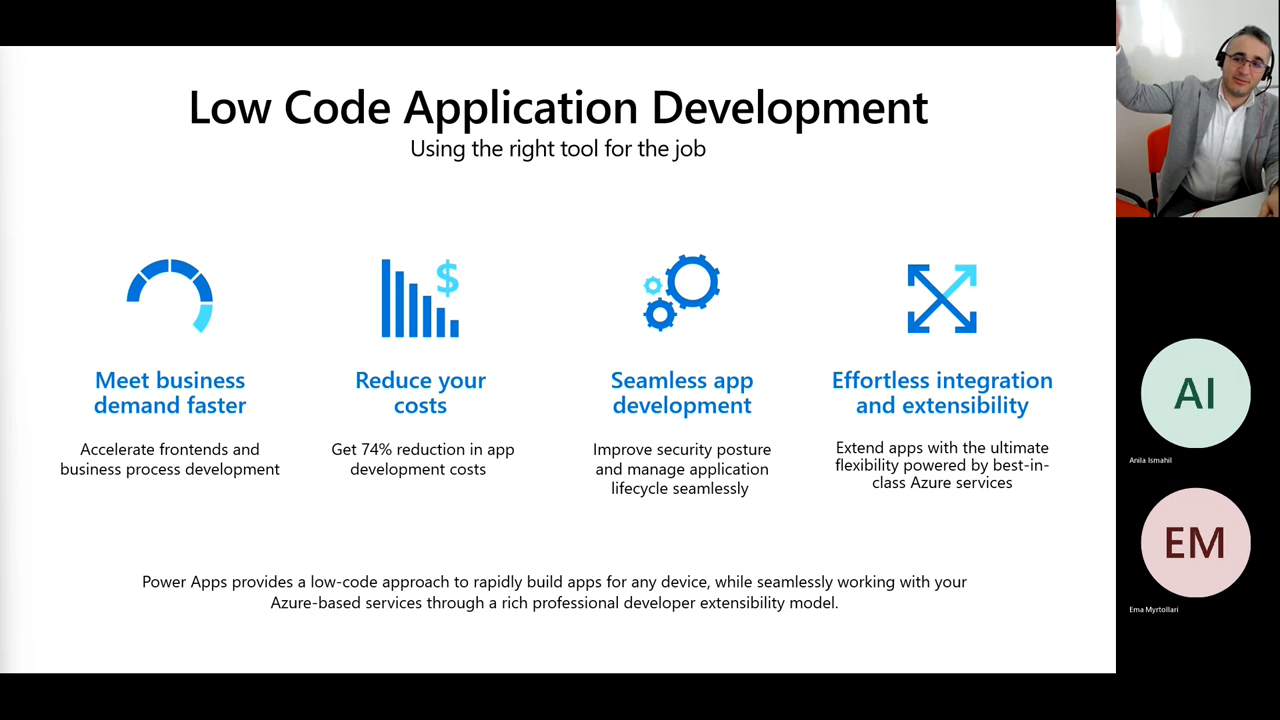 Low Code Application Development
Using the right tool for the job
$
Meet business
demand faster
Accelerate frontends and
business process development
Reduce your
costs
Get 74% reduction in app
development costs
Seamless app
development
Improve security posture
and manage application
lifecycle seamlessly
Effortless integration
and extensibility
Extend apps with the ultimate
flexibility powered by best-in-
class Azure services
Power Apps provides a low-code approach to rapidly build apps for any device, while seamlessly working with your
Azure-based services through a rich professional developer extensibility model.
AI
Anila Ismahil
EM
Ema Myrtollari